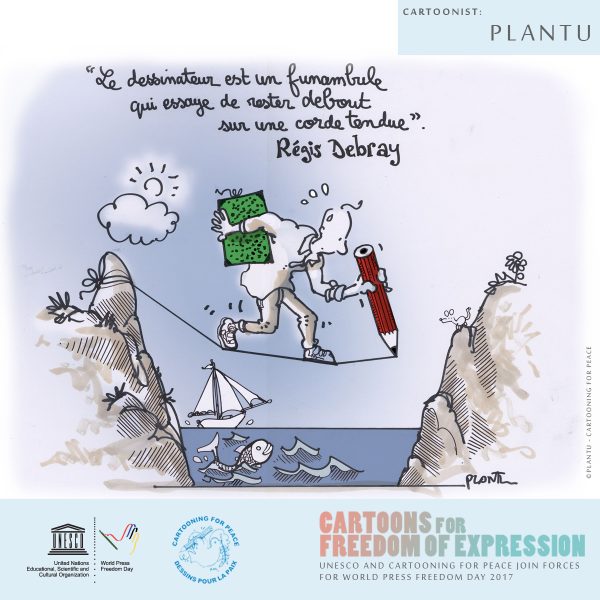 CARTOONIST:
PLANTU
“Le dessinateur est un funambule
qui essaye de rester debout
sur une corde tendue”.
Régis Debray
©PLANTU - CARTOONING FOR PEACE
PLANTU
UNESCO
United Nations
Educational, Scientific and
Cultural Organization
World Press
Freedom Day
CARTOONING FOR PEACE
DESSINS POUR LA PAIX
CARTOONS FOR
FREEDOM OF EXPRESSION
UNESCO AND CARTOONING FOR PEACE JOIN FORCES
FOR WORLD PRESS FREEDOM DAY 2017